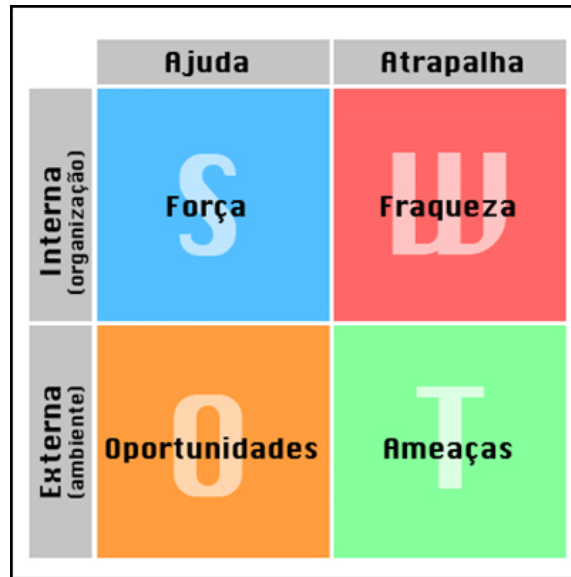 Ajuda
Atrapalha
Interna
(organização)
S
Força
W
Fraqueza
Externa
(ambiente)
O
Oportunidades
T
Ameaças